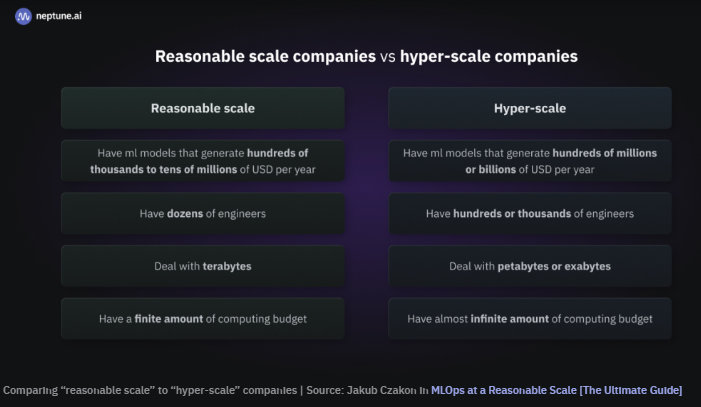 neptune.ai
Reasonable scale companies vs hyper-scale companies
Reasonable scale
Hyper-scale
Have ml models that generate hundreds of
thousands to tens of millions of USD per year
Have ml models that generate hundreds of millions
or billions of USD per year
Have dozens of engineers
Have hundreds or thousands of engineers
Deal with terabytes
Deal with petabytes or exabytes
Have a finite amount of computing budget
Have almost infinite amount of computing budget
Comparing “reasonable scale” to “hyper-scale” companies | Source: Jakub Czakon in MLOps at a Reasonable Scale [The Ultimate Guide]